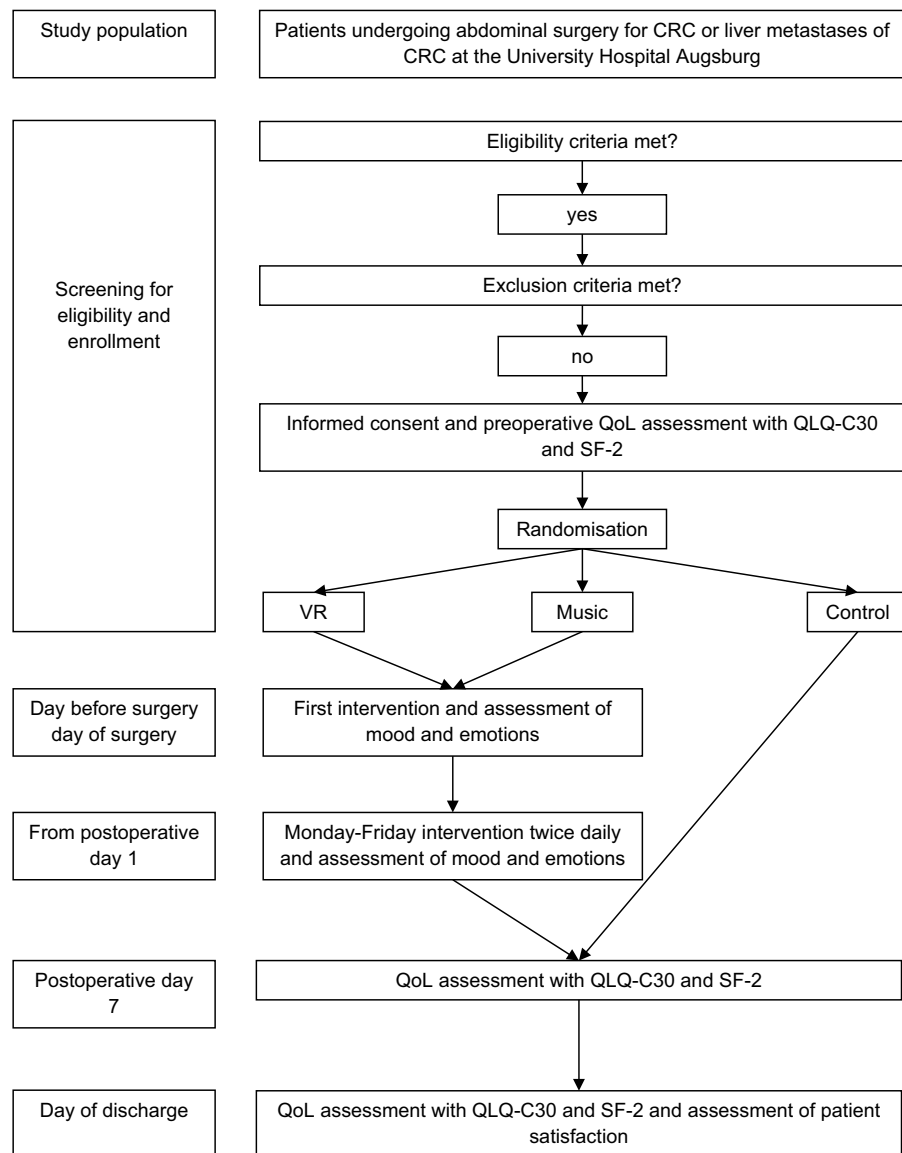 Study population
Patients undergoing abdominal surgery for CRC or liver metastases of
CRC at the University Hospital Augsburg
Screening for
eligibility and
enrollment
Eligibility criteria met?
yes
Exclusion criteria met?
no
Informed consent and preoperative QoL assessment with QLQ-C30
and SF-2
Randomisation
VR
Music
Control
Day before surgery
day of surgery
First intervention and assessment of
mood and emotions
From postoperative
day 1
Monday-Friday intervention twice daily
and assessment of mood and emotions
Postoperative day
7
QoL assessment with QLQ-C30 and SF-2
Day of discharge
QoL assessment with QLQ-C30 and SF-2 and assessment of patient
satisfaction